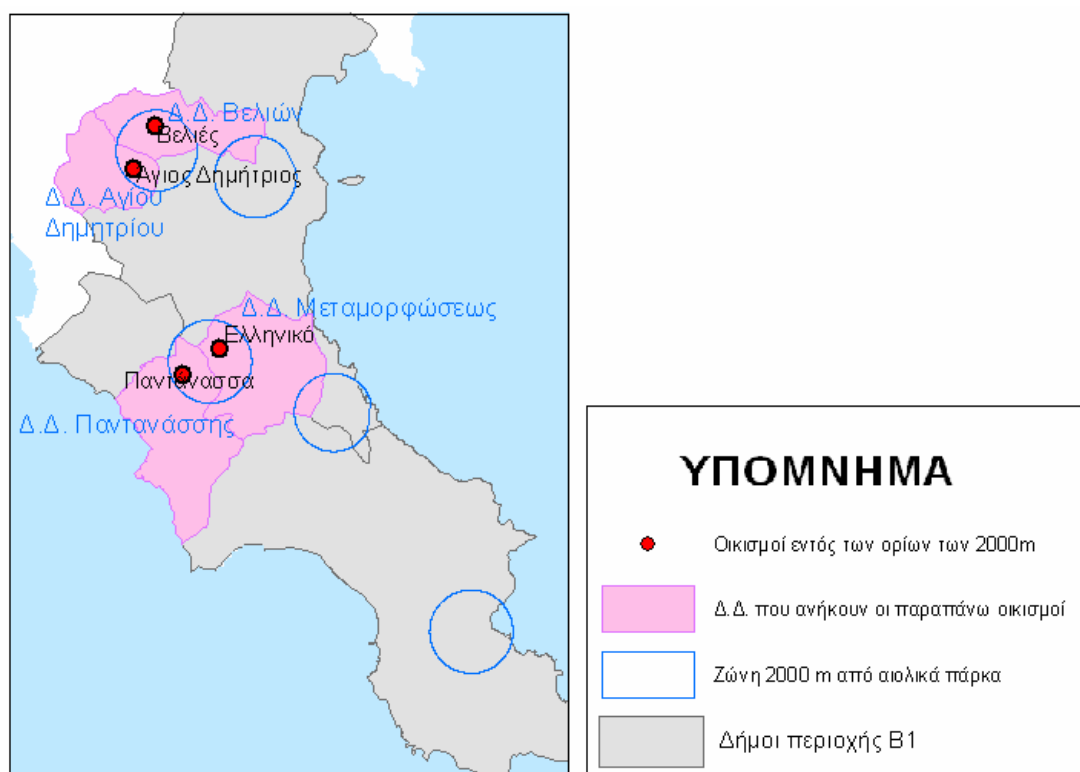 Δ.Δ. Βελιών
Βελιές
Άγιος Δημήτριος
Δ.Δ. Αγίου
Δημητρίου
Δ.Δ. Μεταμορφώσεως
Ελληνικό
Παντάνασσα
Δ.Δ. Παντανάσσης
ΥΠΟΜΝΗΜΑ
Οικισμοί εντός των ορίων των 2000m
Δ.Δ. που ανήκουν οι παραπάνω οικισμοί
Ζώνη 2000 m από αιολικά πάρκα
Δήμοι περιοχής Β1